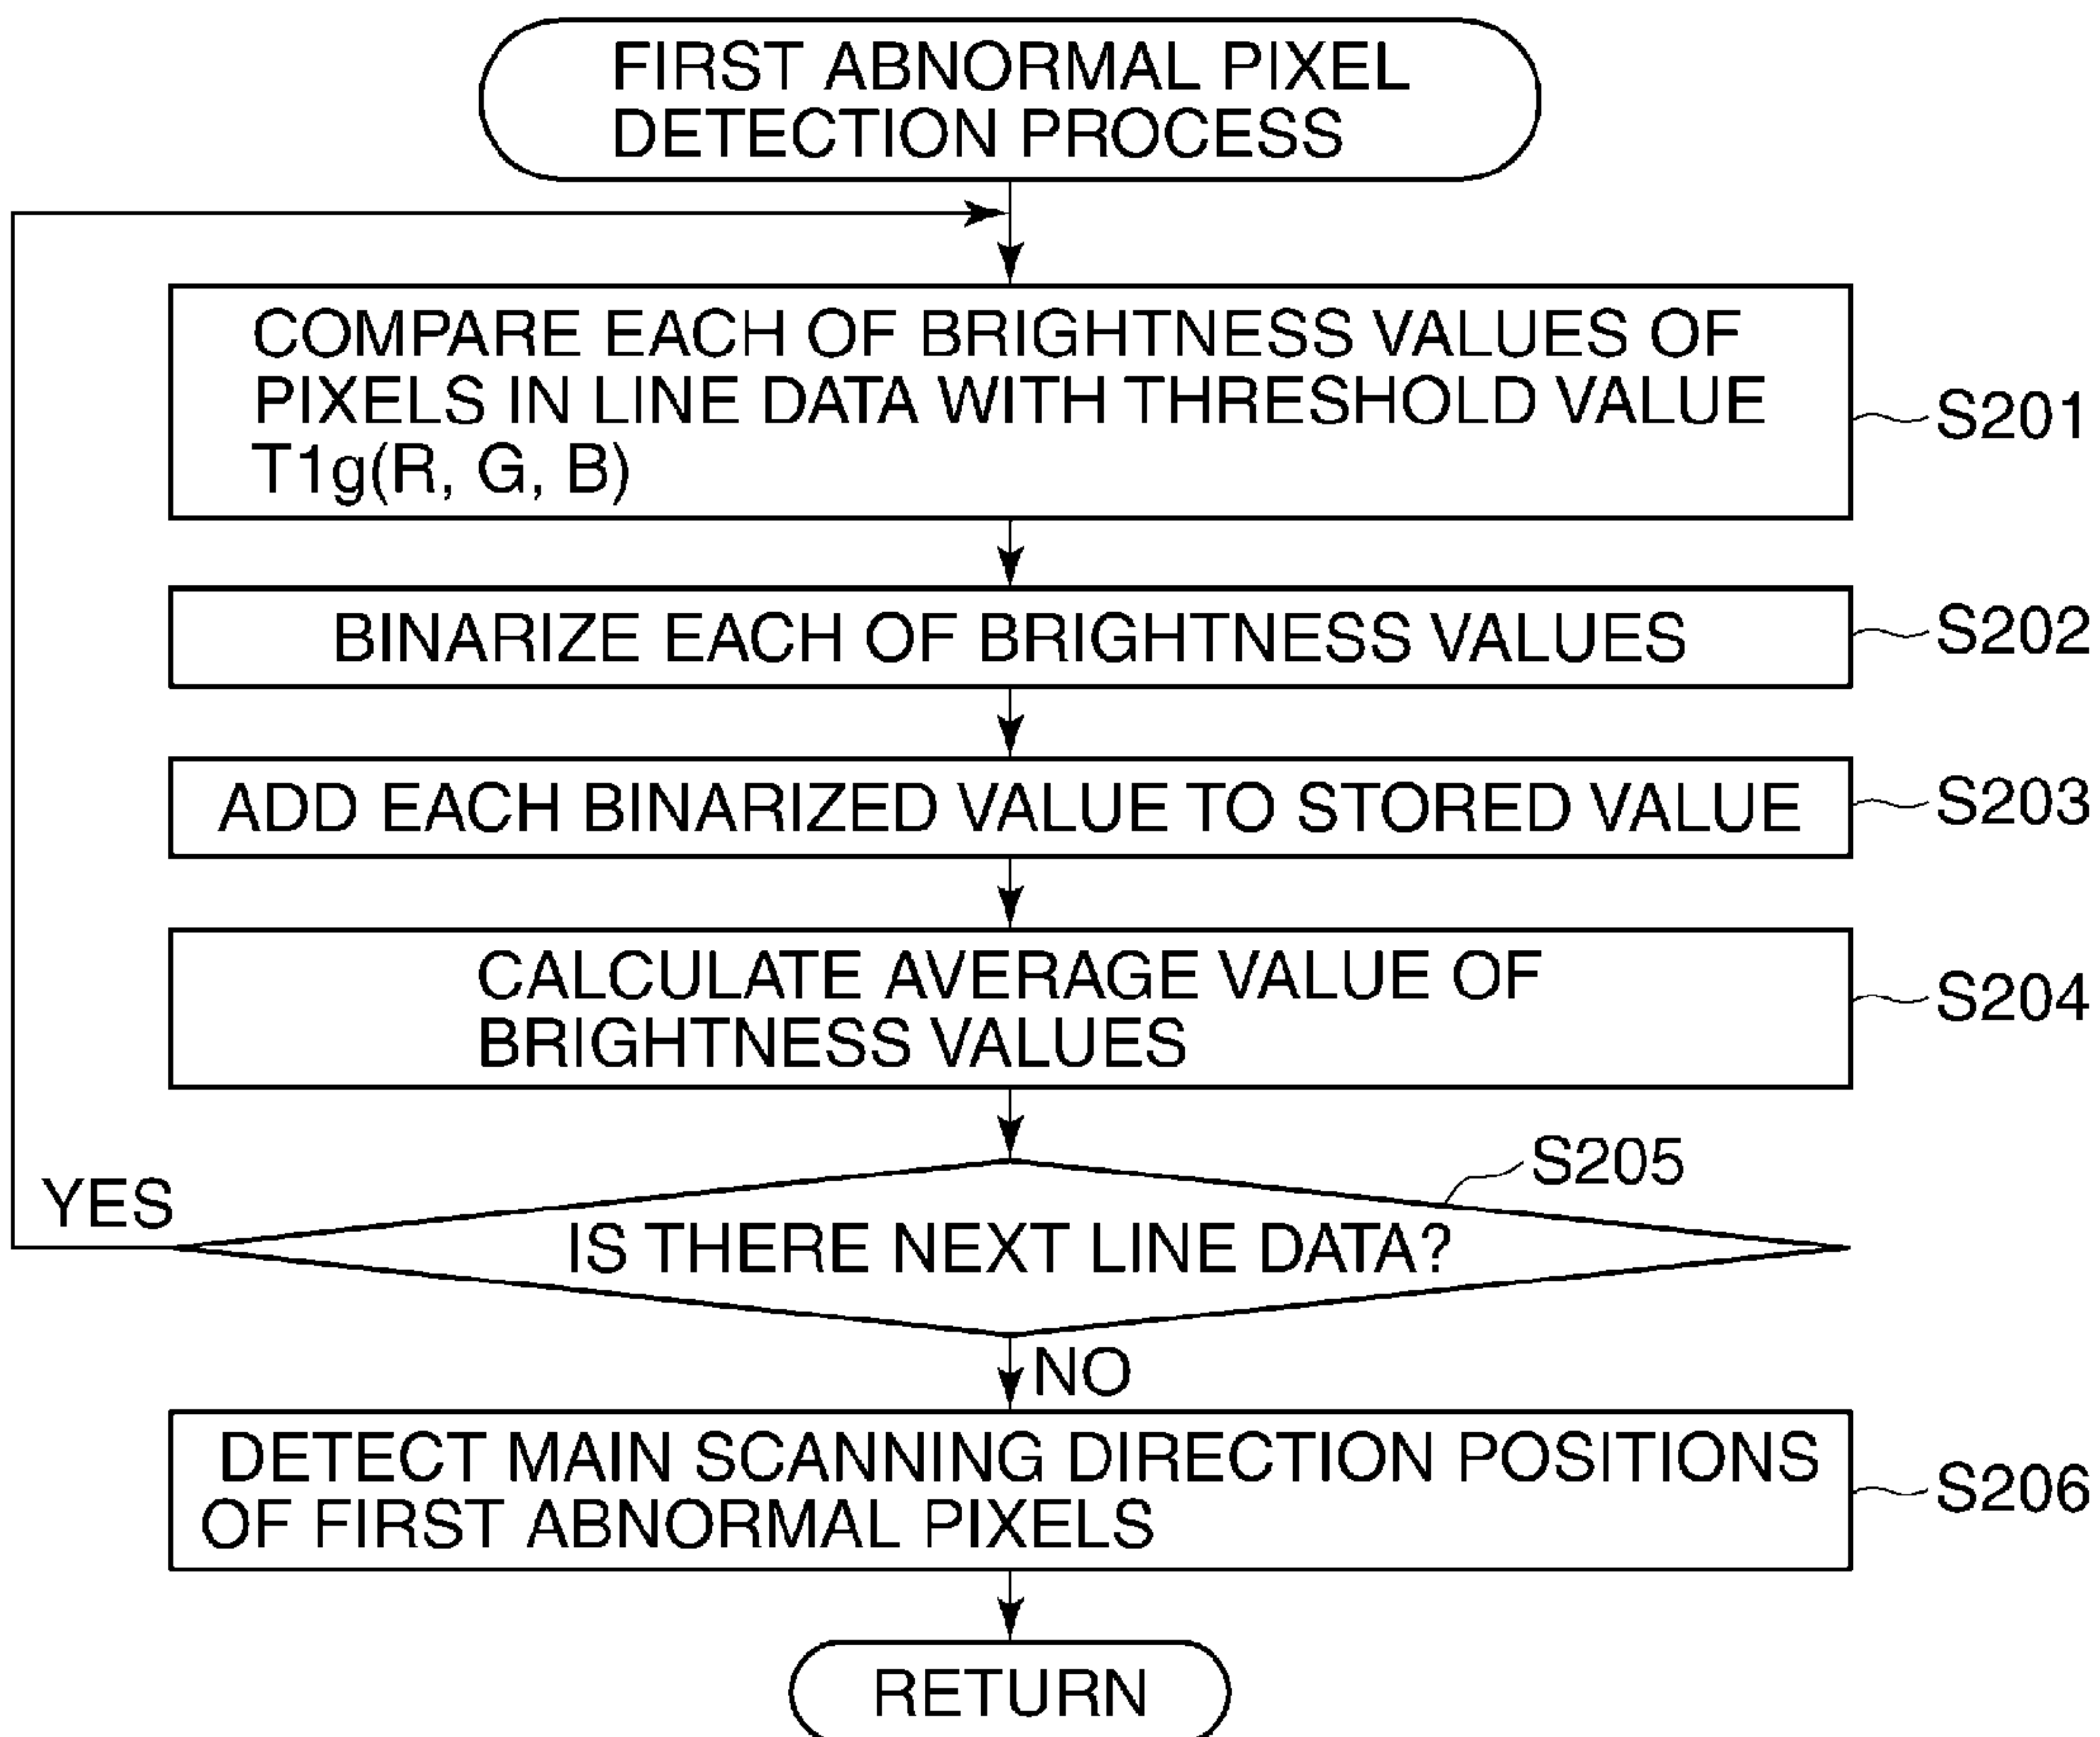 FIRST ABNORMAL PIXEL
DETECTION PROCESS
COMPARE EACH OF BRIGHTNESS VALUES OF
PIXELS IN LINE DATA WITH THRESHOLD VALUE
T1g(R, G, B)
S201
BINARIZE EACH OF BRIGHTNESS VALUES
S202
ADD EACH BINARIZED VALUE TO STORED VALUE
S203
CALCULATE AVERAGE VALUE OF
BRIGHTNESS VALUES
S204
S205
YES
IS THERE NEXT LINE DATA?
NO
DETECT MAIN SCANNING DIRECTION POSITIONS
OF FIRST ABNORMAL PIXELS
S206
RETURN